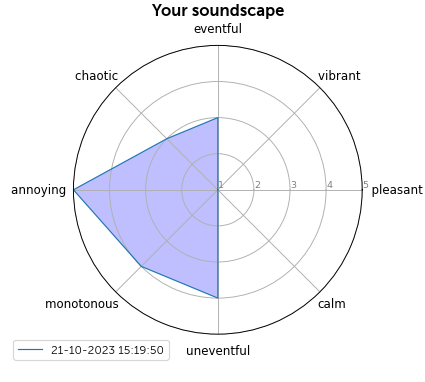 Your soundscape
eventful
chaotic
vibrant
annoying
1 2 3 4 5
pleasant
monotonous
calm
uneventful
21-10-2023 15:19:50